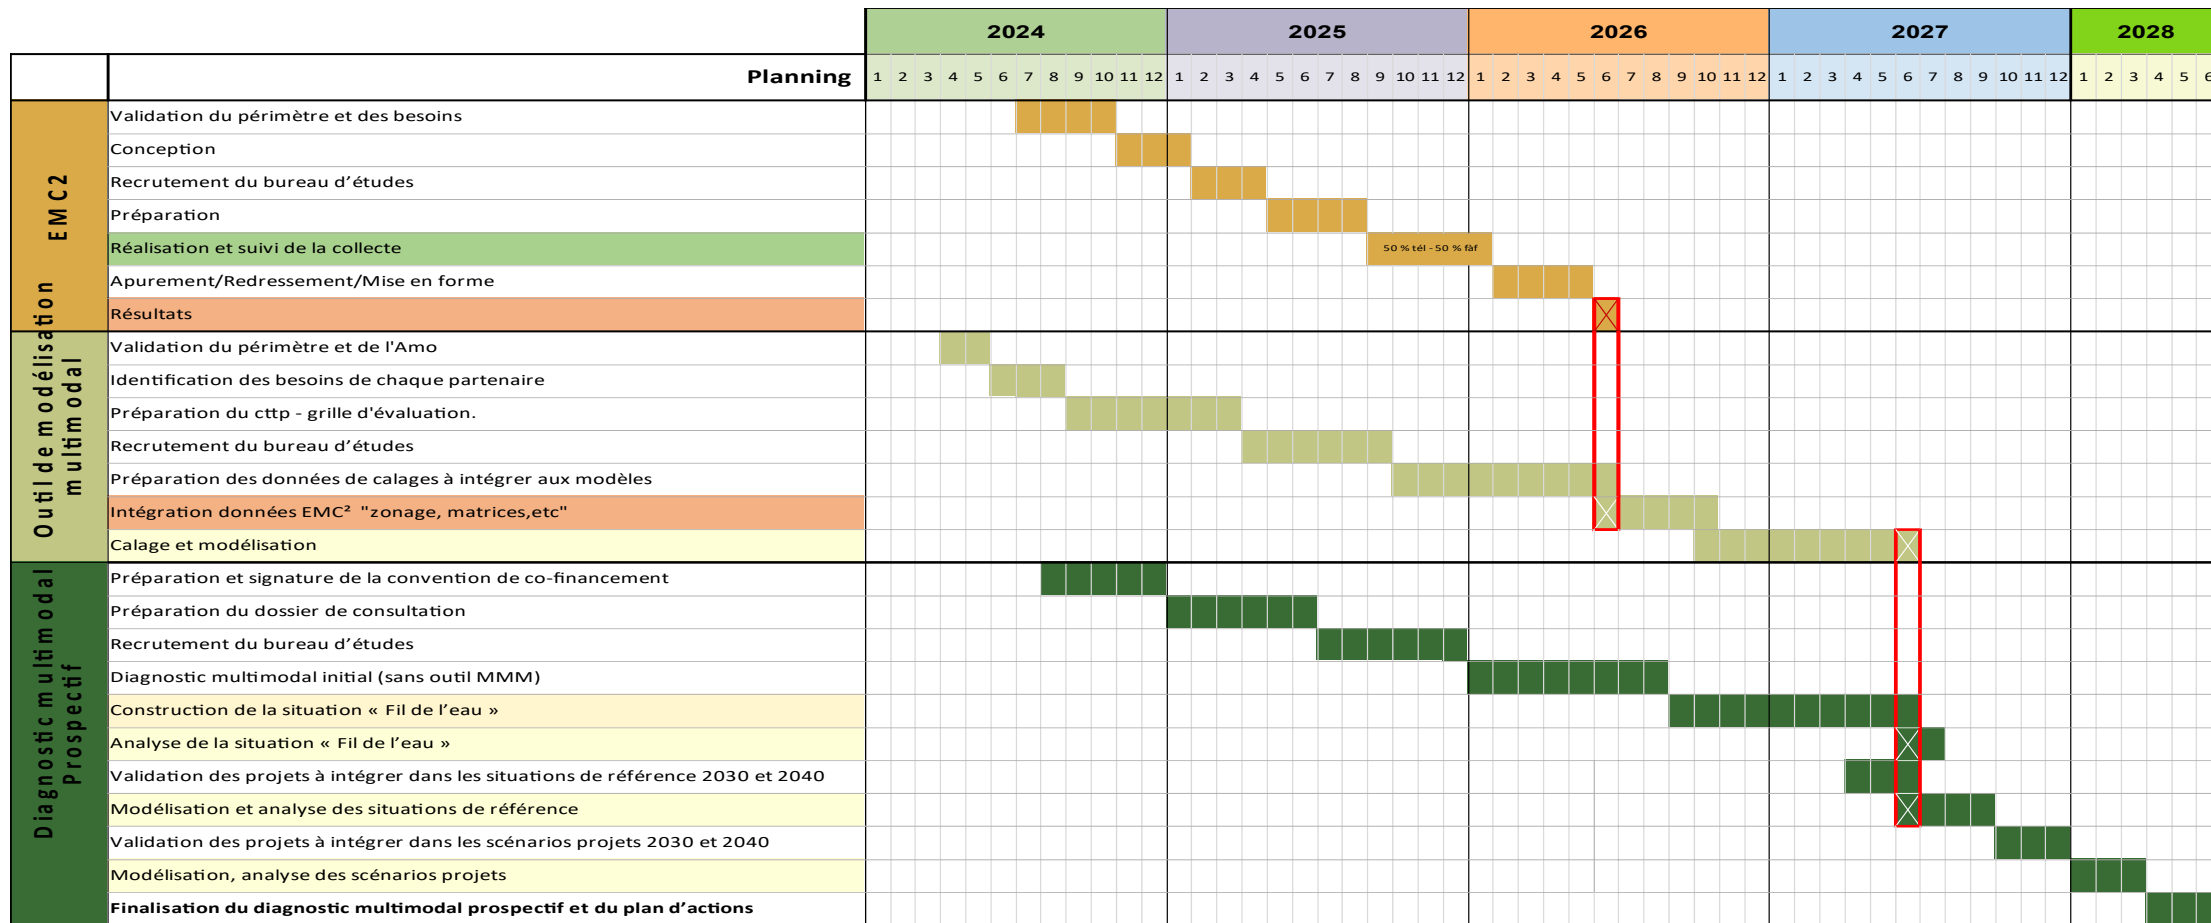 2024 2025 2026 2027 2028
Planning 1 2 3 4 5 6 7 8 9 10 11 12 1 2 3 4 5 6 7 8 9 10 11 12 1 2 3 4 5 6 7 8 9 10 11 12 1 2 3 4 5 6 7 8 9 10 11 12 1 2 3 4 5 6
EMC2
Validation du périmètre et des besoins
Conception
Recrutement du bureau d’études
Préparation
Réalisation et suivi de la collecte 50 % tél - 50 % fàf
Apurement/Redressement/Mise en forme
Résultats
Outil de modélisation
multimodal
Validation du périmètre et de l'Amo
Identification des besoins de chaque partenaire
Préparation du cttp - grille d'évaluation.
Recrutement du bureau d’études
Préparation des données de calages à intégrer aux modèles
Intégration données EMC² "zonage, matrices,etc"
Calage et modélisation
Diagnostic multimodal
Prospectif
Préparation et signature de la convention de co-financement
Préparation du dossier de consultation
Recrutement du bureau d’études
Diagnostic multimodal initial (sans outil MMM)
Construction de la situation « Fil de l’eau »
Analyse de la situation « Fil de l’eau »
Validation des projets à intégrer dans les situations de référence 2030 et 2040
Modélisation et analyse des situations de référence
Validation des projets à intégrer dans les scénarios projets 2030 et 2040
Modélisation, analyse des scénarios projets
Finalisation du diagnostic multimodal prospectif et du plan d’actions